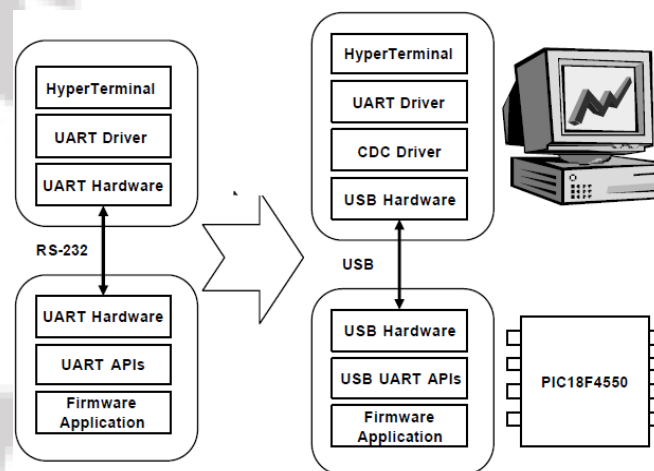 HyperTerminal
UART Driver
UART Hardware
RS-232
UART Hardware
UART APIs
Firmware
Application
HyperTerminal
UART Driver
CDC Driver
USB Hardware
USB
USB Hardware
USB UART APIs
Firmware
Application
PIC18F4550